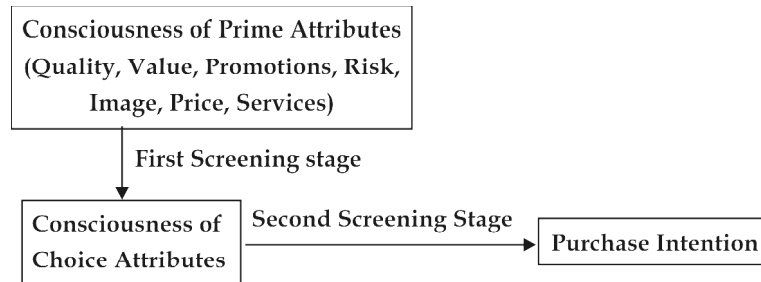 Consciousness of Prime Attributes
(Quality, Value, Promotions, Risk,
Image, Price, Services)
First Screening stage
Consciousness of
Choice Attributes
Second Screening Stage
Purchase Intention